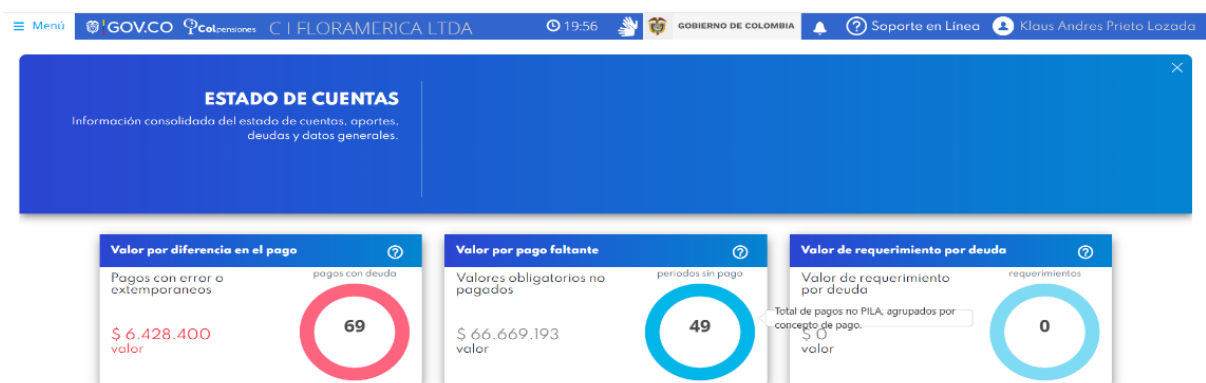 Menú GOV.CO Colpensiones C I FLORAMERICA LTDA 19:56 GOBIERNO DE COLOMBIA Soporte en Línea Klaus Andres Prieto Lozada
ESTADO DE CUENTAS
Información consolidada del estado de cuentas, aportes,
deudas y datos generales.
Valor por diferencia en el pago
Pagos con error o
extemporaneos
pagos con deuda
69
$ 6.428.400
valor
Valor por pago faltante
Valores obligatorios no
pagados
periodos sin pago
49
$ 66.669.193
valor
Total de pagos no PILA, agrupados por
concepto de pago.
Valor de requerimiento por deuda
Valor de requerimiento
por deuda
requerimientos
0
$ 0
valor